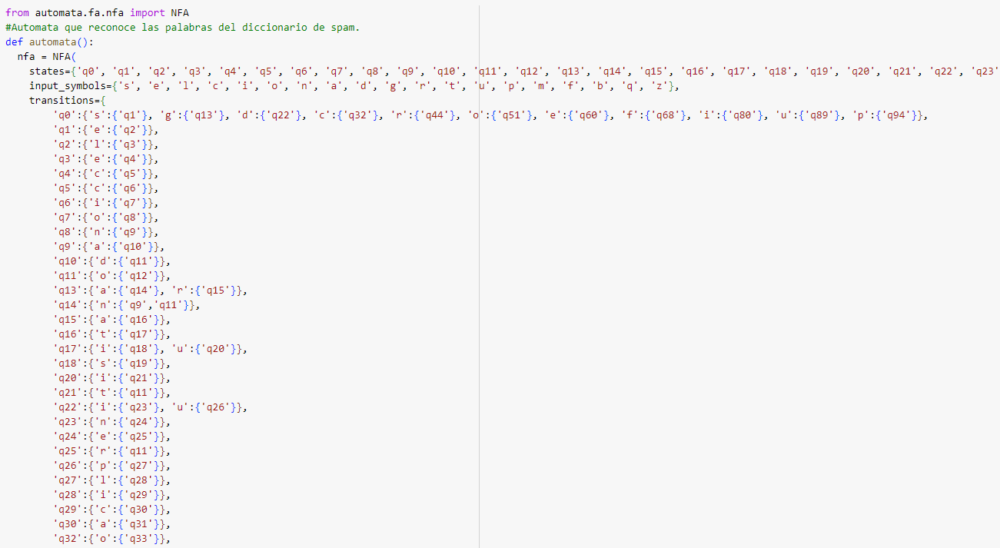 from automata.fa.nfa import NFA
#Automata que reconoce las palabras del diccionario de spam.
def automata():
  nfa = NFA(
    states={'q0', 'q1', 'q2', 'q3', 'q4', 'q5', 'q6', 'q7', 'q8', 'q9', 'q10', 'q11', 'q12', 'q13', 'q14', 'q15', 'q16', 'q17', 'q18', 'q19', 'q20', 'q21', 'q22', 'q23'
    input_symbols={'s', 'e', 'l', 'c', 'i', 'o', 'n', 'a', 'd', 'g', 'r', 't', 'u', 'p', 'm', 'f', 'b', 'q', 'z'},
    transitions={
        'q0':{'s':{'q1'}, 'g':{'q13'}, 'd':{'q22'}, 'c':{'q32'}, 'r':{'q44'}, 'o':{'q51'}, 'e':{'q60'}, 'f':{'q68'}, 'i':{'q80'}, 'u':{'q89'}, 'p':{'q94'}},
        'q1':{'e':{'q2'}},
        'q2':{'l':{'q3'}},
        'q3':{'e':{'q4'}},
        'q4':{'c':{'q5'}},
        'q5':{'c':{'q6'}},
        'q6':{'i':{'q7'}},
        'q7':{'o':{'q8'}},
        'q8':{'n':{'q9'}},
        'q9':{'a':{'q10'}},
        'q10':{'d':{'q11'}},
        'q11':{'o':{'q12'}},
        'q13':{'a':{'q14'}, 'r':{'q15'}},
        'q14':{'n':{'q9','q11'}},
        'q15':{'a':{'q16'}},
        'q16':{'t':{'q17'}},
        'q17':{'i':{'q18'}, 'u':{'q20'}},
        'q18':{'s':{'q19'}},
        'q20':{'i':{'q21'}},
        'q21':{'t':{'q11'}},
        'q22':{'i':{'q23'}, 'u':{'q26'}},
        'q23':{'n':{'q24'}},
        'q24':{'e':{'q25'}},
        'q25':{'r':{'q11'}},
        'q26':{'p':{'q27'}},
        'q27':{'l':{'q28'}},
        'q28':{'i':{'q29'}},
        'q29':{'c':{'q30'}},
        'q30':{'a':{'q31'}},
        'q32':{'o':{'q33'}},